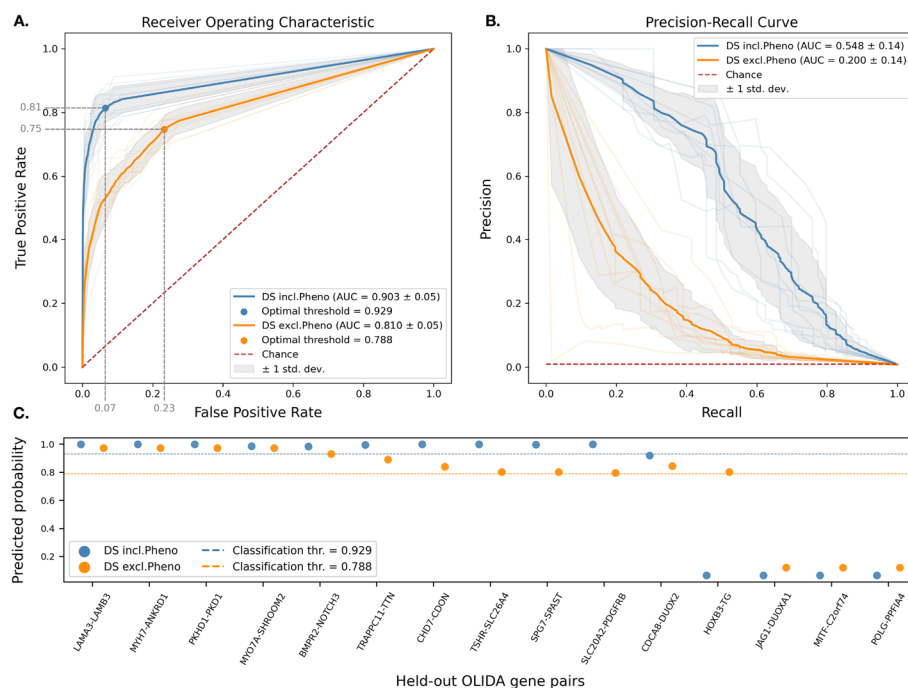 A.
Receiver Operating Characteristic
1.0
0.81
0.8
0.75
0.6
0.4
0.2
0.0
True Positive Rate
DS incl.Pheno (AUC = 0.903 ± 0.05)
Optimal threshold = 0.929
DS excl.Pheno (AUC = 0.810 ± 0.05)
Optimal threshold = 0.788
Chance
± 1 std. dev.
0.0 0.2 0.4 0.6 0.8 1.0
0.07 0.23
False Positive Rate
B.
Precision-Recall Curve
DS incl.Pheno (AUC = 0.548 ± 0.14)
DS excl.Pheno (AUC = 0.200 ± 0.14)
Chance
± 1 std. dev.
1.0
0.8
0.6
0.4
0.2
0.0
Precision
0.0 0.2 0.4 0.6 0.8 1.0
Recall
C.
1.0
0.8
0.6
0.4
0.2
Predicted probability
DS incl.Pheno
DS excl.Pheno
Classification thr. = 0.929
Classification thr. = 0.788
LAMA3-LAMB3
MYH7-ANKRD1
PKHD1-PKD1
MYO7A-SHROOM2
BMPR2-NOTCH3
TRAPPC11-TTN
CHD7-CDON
TSHR-SLC26A4
SPG7-SPAST
SLC20A2-PDGFRB
CDCA8-DUOX2
HOXB3-TG
JAG1-DUOXA1
MITF-C2orf74
POLG-PPFIA4
Held-out OLIDA gene pairs